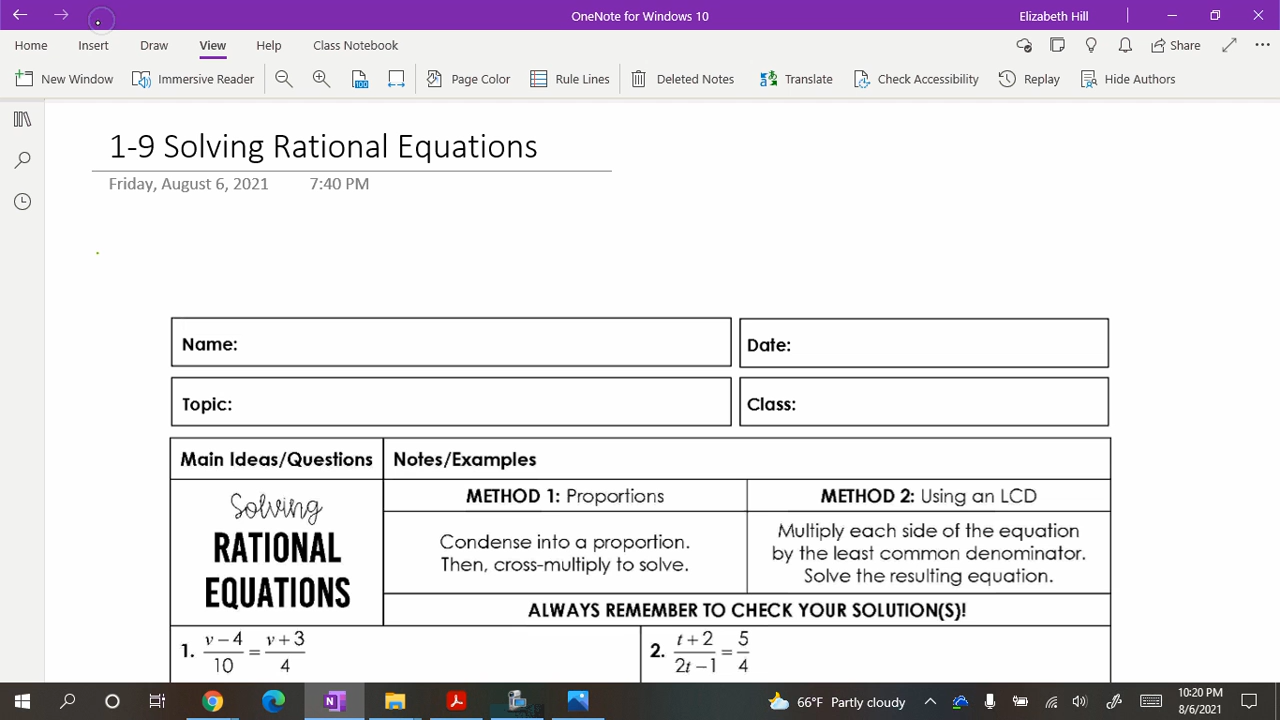 OneNote for Windows 10
Elizabeth Hill
Home Insert Draw View Help Class Notebook
Share
New Window Immersive Reader Page Color Rule Lines Deleted Notes Translate Check Accessibility Replay Hide Authors
1-9 Solving Rational Equations
Friday, August 6, 2021 7:40 PM
Name:
Date:
Topic:
Class:
Main Ideas/Questions
Notes/Examples
Solving
RATIONAL
EQUATIONS
METHOD 1: Proportions
Condense into a proportion.
Then, cross-multiply to solve.
METHOD 2: Using an LCD
Multiply each side of the equation
by the least common denominator.
Solve the resulting equation.
ALWAYS REMEMBER TO CHECK YOUR SOLUTION(S)!
1. (v − 4)/10 = (v + 3)/4
2. (t + 2)/(2t − 1) = 5/4
66°F Partly cloudy
10:20 PM
8/6/2021